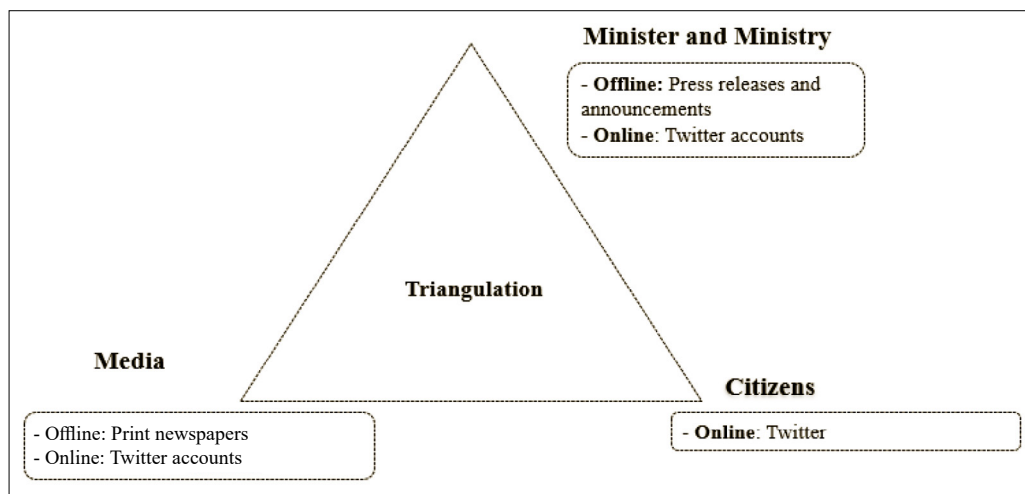 Minister and Ministry
- Offline: Press releases and
announcements
- Online: Twitter accounts
Triangulation
Media
- Offline: Print newspapers
- Online: Twitter accounts
Citizens
- Online: Twitter